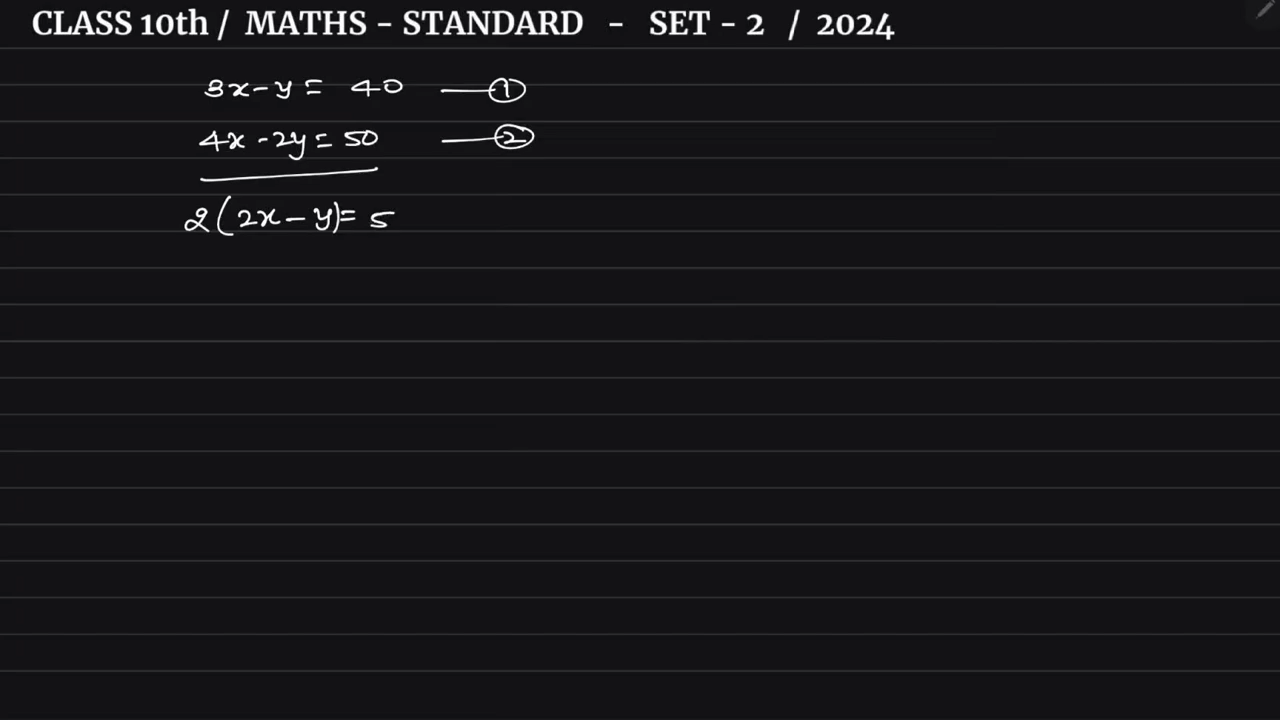 CLASS 10th / MATHS - STANDARD - SET - 2 / 2024
3x - y = 40 —①
4x - 2y = 50 —②
2(2x - y) = 5